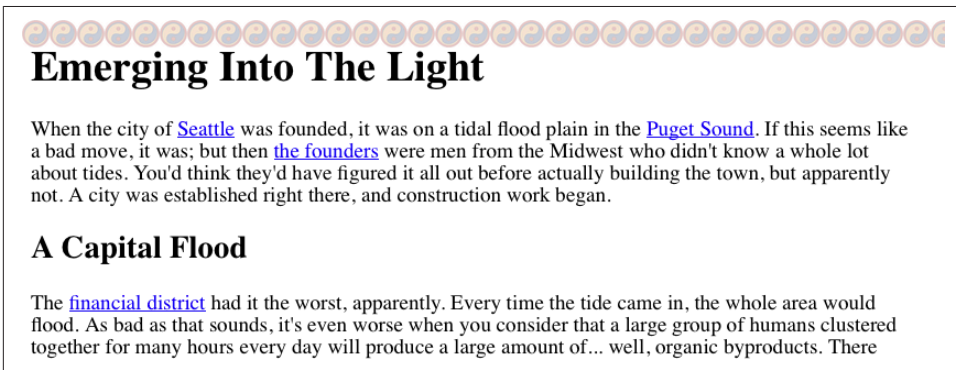 Emerging Into The Light
When the city of Seattle was founded, it was on a tidal flood plain in the Puget Sound. If this seems like
a bad move, it was; but then the founders were men from the Midwest who didn't know a whole lot
about tides. You'd think they'd have figured it all out before actually building the town, but apparently
not. A city was established right there, and construction work began.
A Capital Flood
The financial district had it the worst, apparently. Every time the tide came in, the whole area would
flood. As bad as that sounds, it's even worse when you consider that a large group of humans clustered
together for many hours every day will produce a large amount of... well, organic byproducts. There